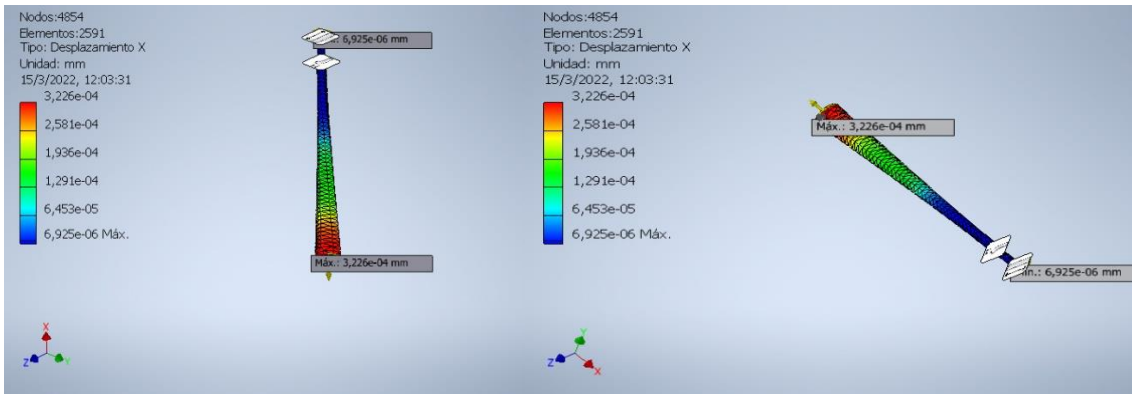 Nodos:4854
Elementos:2591
Tipo: Desplazamiento X
Unidad: mm
15/3/2022, 12:03:31
3,226e-04
2,581e-04
1,936e-04
1,291e-04
6,453e-05
6,925e-06 Máx.
6,925e-06 mm
Máx.: 3,226e-04 mm
X
Z
Y
Nodos:4854
Elementos:2591
Tipo: Desplazamiento X
Unidad: mm
15/3/2022, 12:03:31
3,226e-04
2,581e-04
1,936e-04
1,291e-04
6,453e-05
6,925e-06 Máx.
Máx.: 3,226e-04 mm
ín.: 6,925e-06 mm
Y
Z
X